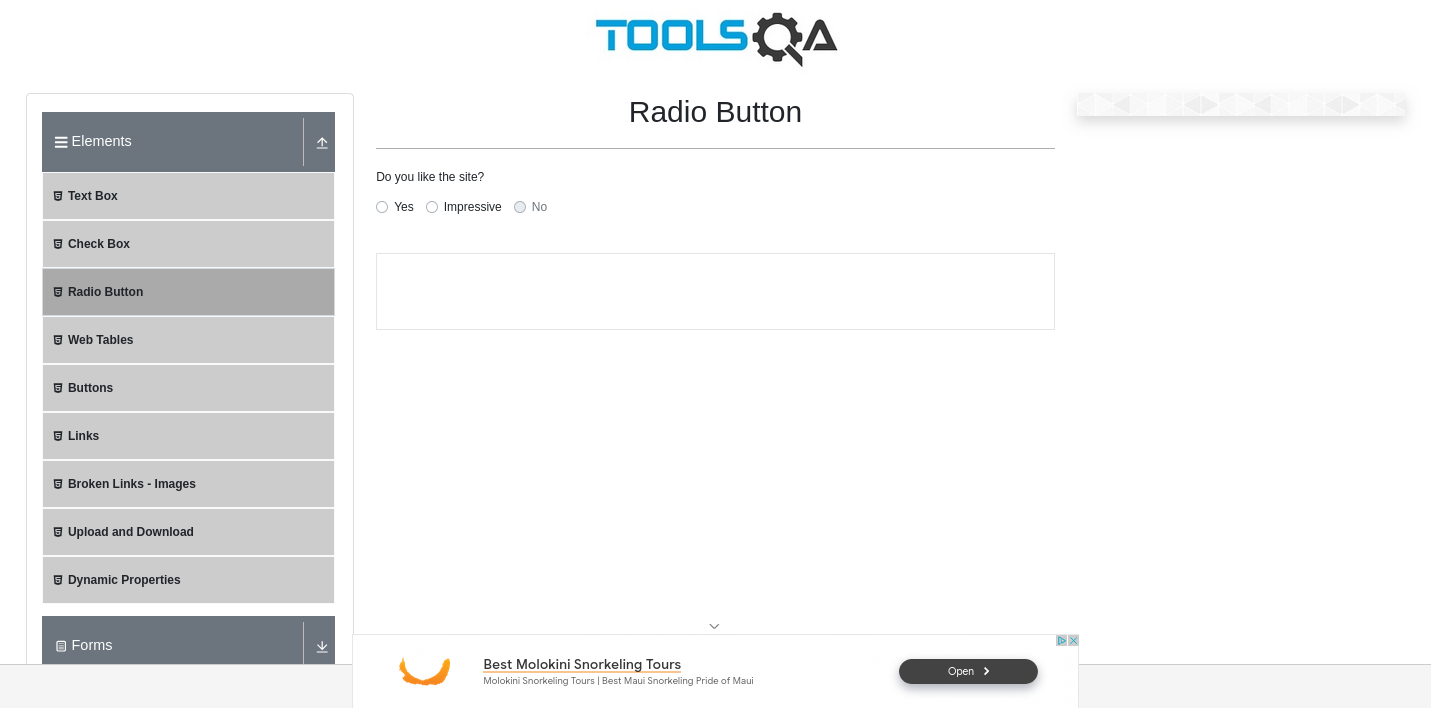 TOOLSQA
Elements
Text Box
Check Box
Radio Button
Web Tables
Buttons
Links
Broken Links - Images
Upload and Download
Dynamic Properties
Forms
Radio Button
Do you like the site?
Yes Impressive No
Best Molokini Snorkeling Tours
Molokini Snorkeling Tours | Best Maui Snorkeling Pride of Maui
Open